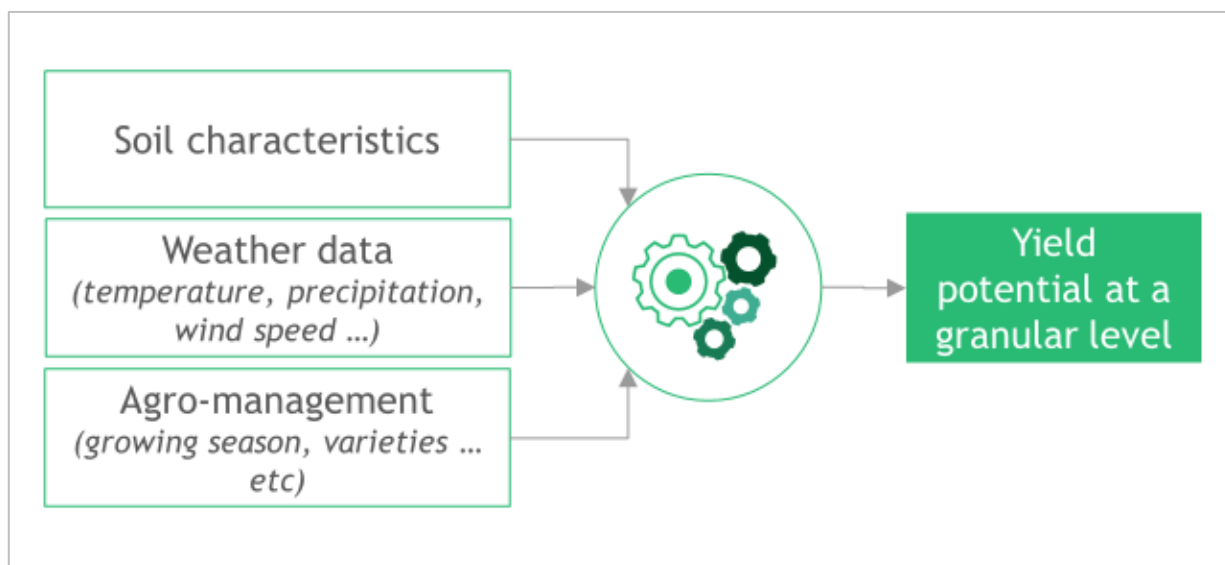 Soil characteristics
Weather data
(temperature, precipitation,
wind speed …)
Agro-management
(growing season, varieties …
etc)
Yield
potential at a
granular level